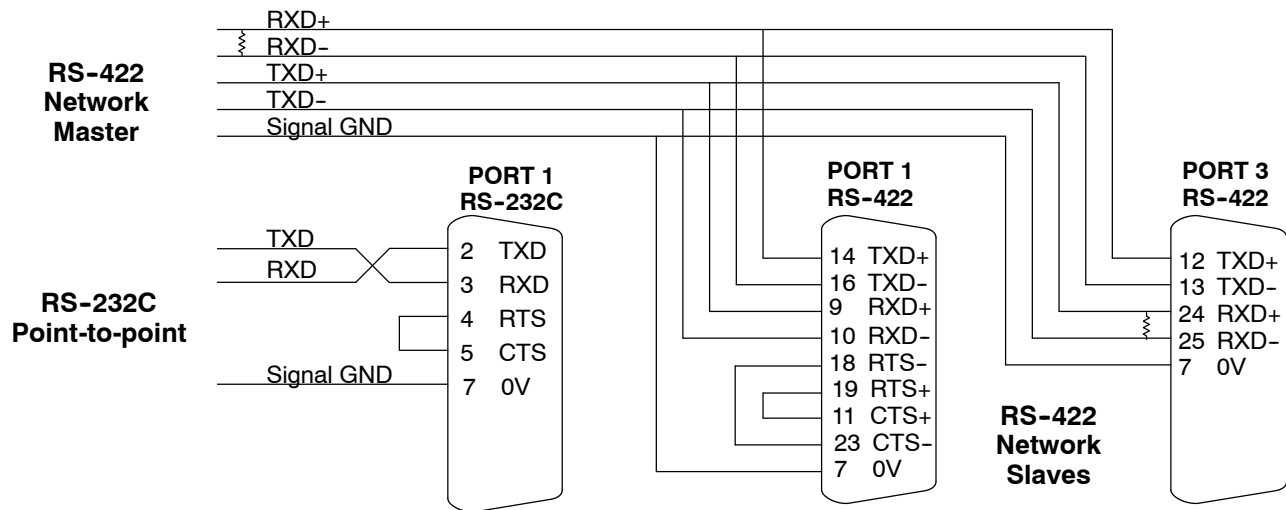 RXD+
RXD-
TXD+
TXD-
Signal GND
RS-422
Network
Master
PORT 1
RS-232C
TXD
RXD
RS-232C
Point-to-point
Signal GND
2 TXD
3 RXD
4 RTS
5 CTS
7 0V
PORT 1
RS-422
14 TXD+
16 TXD-
9 RXD+
10 RXD-
18 RTS-
19 RTS+
11 CTS+
23 CTS-
7 0V
RS-422
Network
Slaves
PORT 3
RS-422
12 TXD+
13 TXD-
24 RXD+
25 RXD-
7 0V